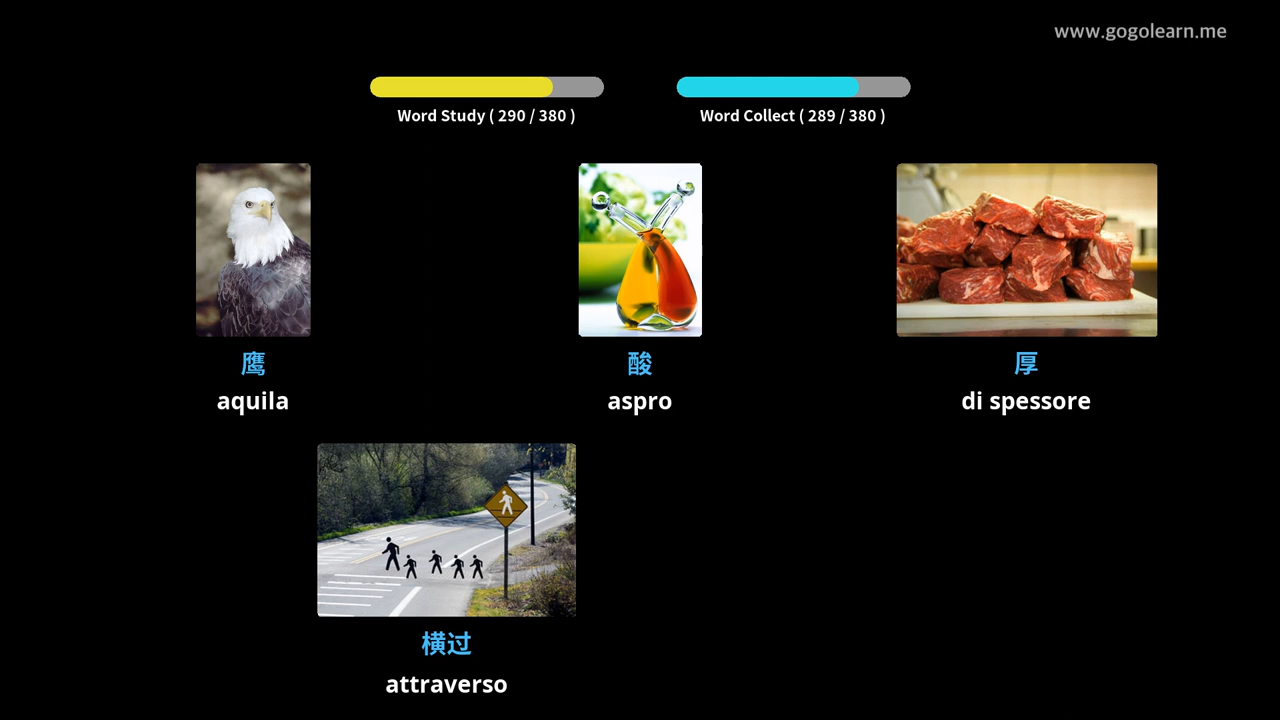 www.gogolearn.me
Word Study ( 290 / 380 )
Word Collect ( 289 / 380 )
鹰
aquila
酸
aspro
厚
di spessore
横过
attraverso